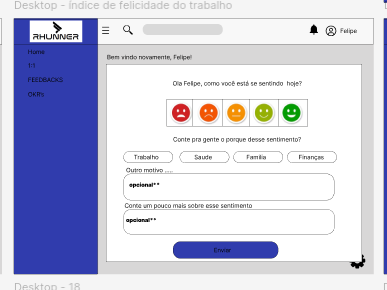 Desktop - índice de felicidade do trabalho
RHUNNER
Felipe
Home
1:1
FEEDBACKS
OKRs
Bem vindo novamente, Felipe!
Ola Felipe, como você está se sentindo hoje?
Conte pra gente o porque desse sentimento?
Trabalho
Saude
Familia
Finanças
Outro motivo .....
opcional**
Conte um pouco mais sobre esse sentimento
opcional**
Enviar
Desktop - 18